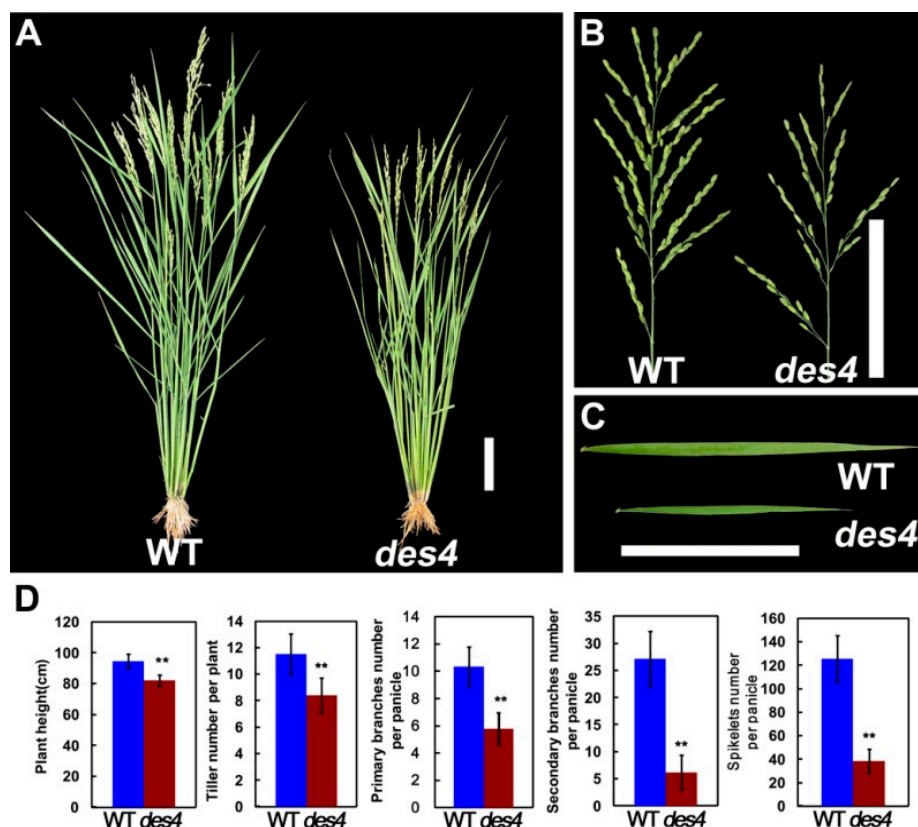 A
WT
des4
B
WT
des4
C
WT
des4
D
Plant height(cm)
120
100
80
60
40
20
0
**
WT des4
Tiller number per plant
14
12
10
8
6
4
2
0
**
WT des4
Primary branches number
per panicle
14
12
10
8
6
4
2
0
**
WT des4
Secondary branches number
per panicle
35
30
25
20
15
10
5
0
**
WT des4
Spikelets number
per panicle
160
140
120
100
80
60
40
20
0
**
WT des4